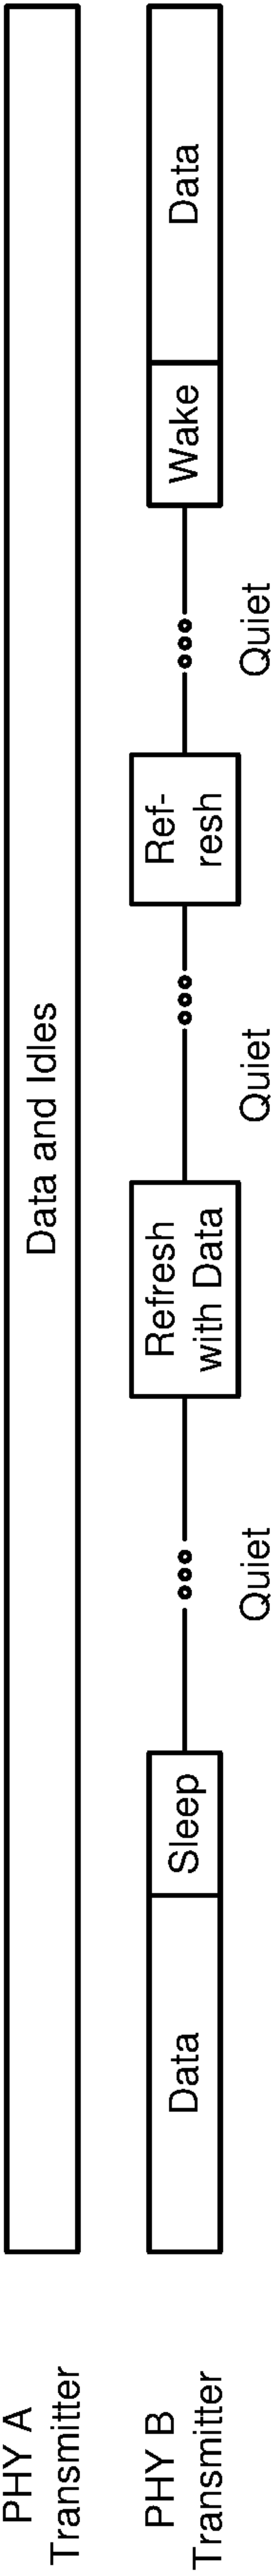 PHY A
Transmitter
Data and Idles
PHY B
Transmitter
Data
Sleep
Quiet
Refresh
with Data
Quiet
Ref-
resh
Quiet
Wake
Data